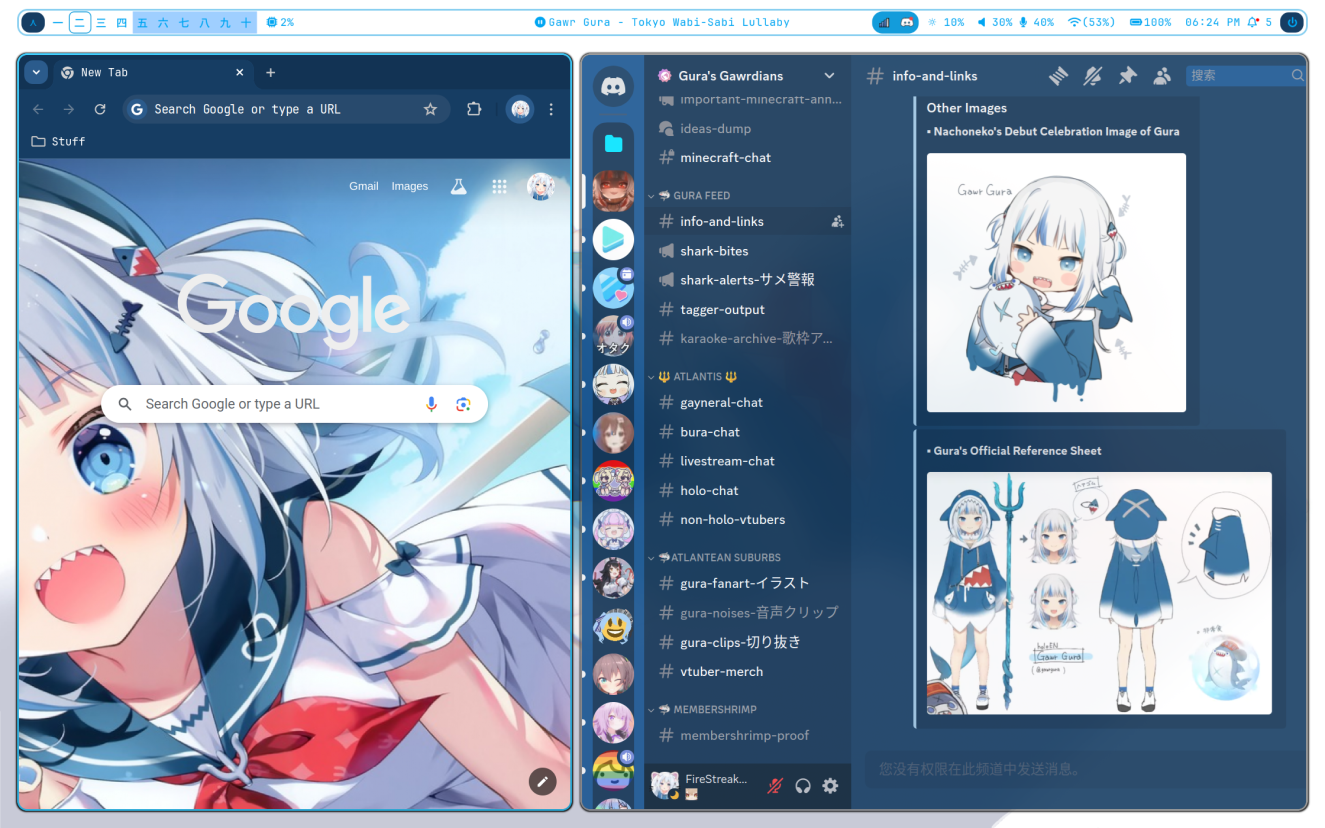 一 二 三 四 五 六 七 八 九 十 2%
Gawr Gura - Tokyo Wabi-Sabi Lullaby
10% 30% 40% (53%) 100% 06:24 PM 5
New Tab
Search Google or type a URL
Stuff
Gmail Images
Google
Search Google or type a URL
オタク
Gura's Gawrdians
important-minecraft-ann...
ideas-dump
minecraft-chat
GURA FEED
info-and-links
shark-bites
shark-alerts-サメ警報
tagger-output
karaoke-archive-歌枠ア...
ATLANTIS
gayneral-chat
bura-chat
livestream-chat
holo-chat
non-holo-vtubers
ATLANTEAN SUBURBS
gura-fanart-イラスト
gura-noises-音声クリップ
gura-clips-切り抜き
vtuber-merch
MEMBERSHRIMP
membershrimp-proof
FireStreak...
info-and-links
搜索
Other Images
• Nachoneko's Debut Celebration Image of Gura
Gawr Gura
• Gura's Official Reference Sheet
holoEN
Gawr Gura
您没有权限在此频道中发送消息。